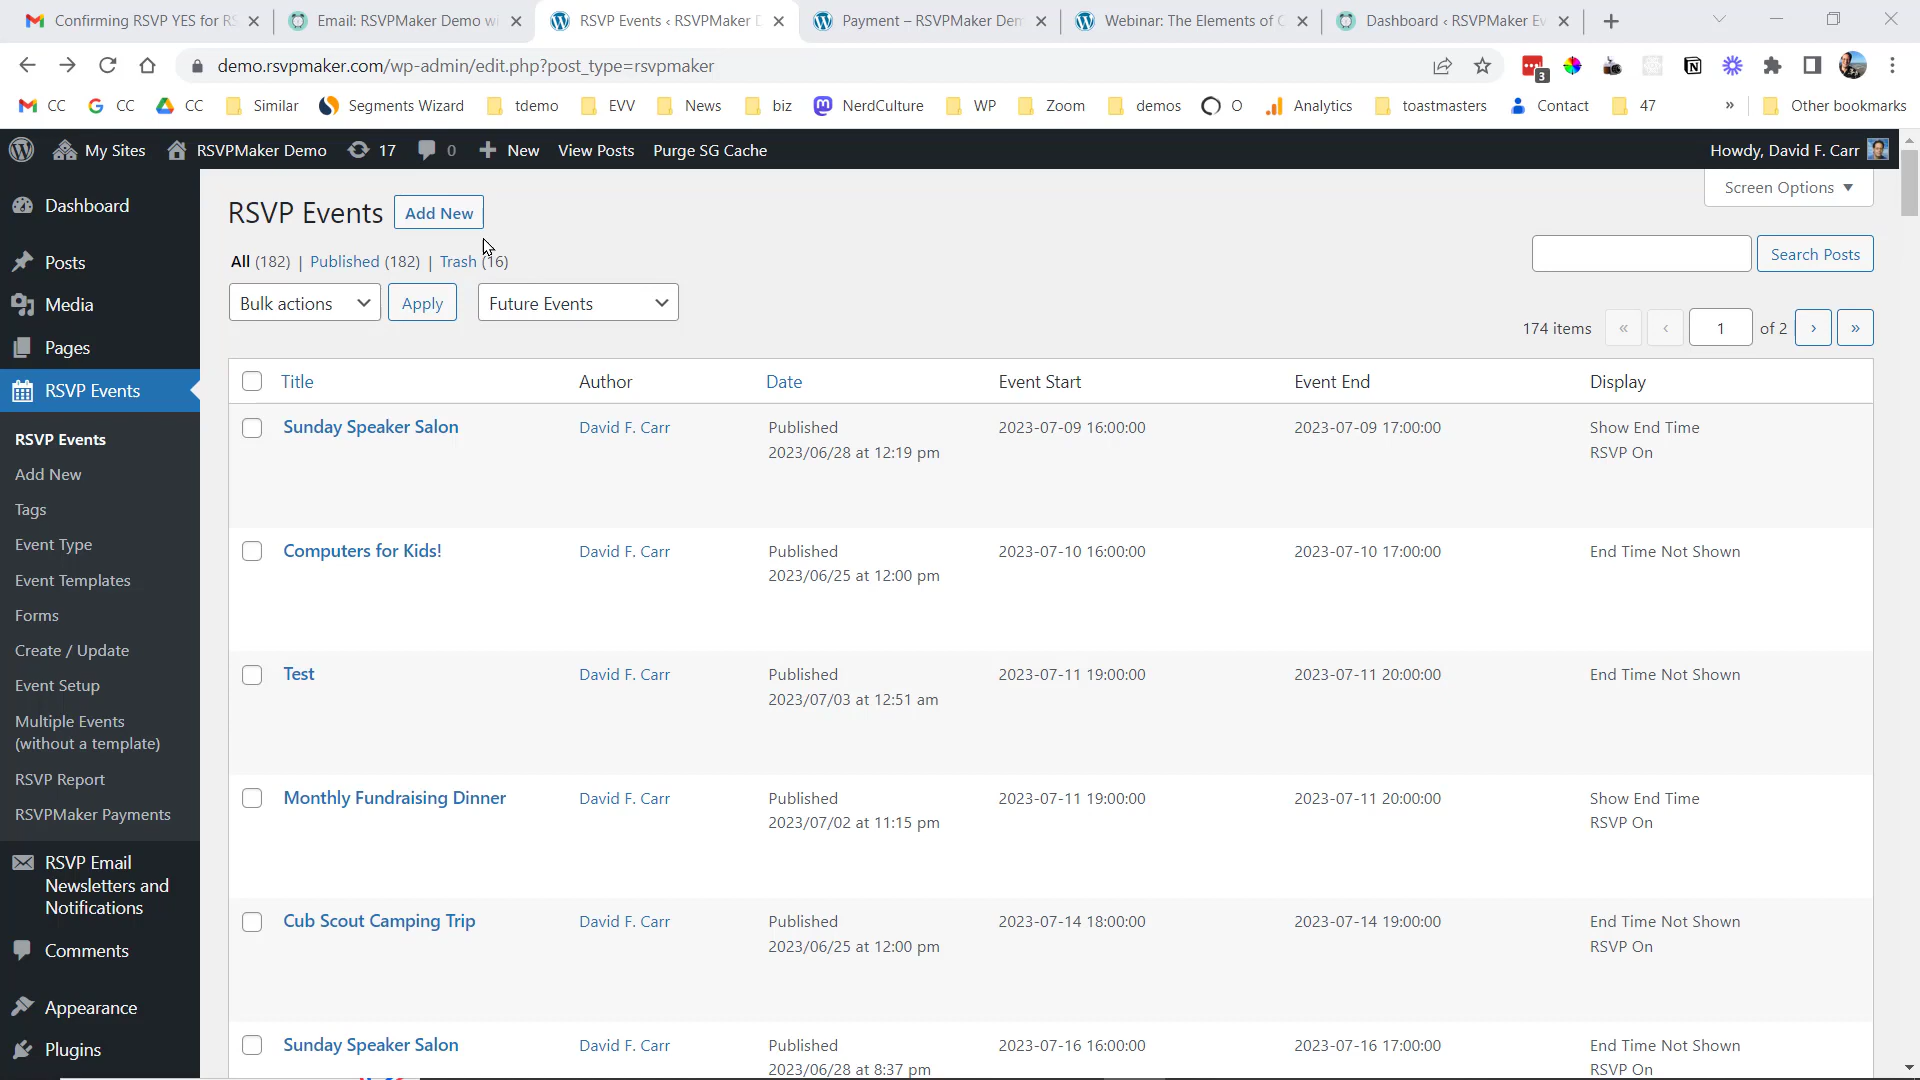 Confirming RSVP YES for RS
Email: RSVPMaker Demo wi
RSVP Events ‹ RSVPMaker D
Payment – RSVPMaker Dem
Webinar: The Elements of C
Dashboard ‹ RSVPMaker Ev
demo.rsvpmaker.com/wp-admin/edit.php?post_type=rsvpmaker
3
CC
CC
CC
Similar
Segments Wizard
tdemo
EVV
News
biz
NerdCulture
WP
Zoom
demos
O
Analytics
toastmasters
Contact
47
»
Other bookmarks
My Sites
RSVPMaker Demo
17
0
New
View Posts
Purge SG Cache
Howdy, David F. Carr
Dashboard
Posts
Media
Pages
RSVP Events
RSVP Events
Add New
Tags
Event Type
Event Templates
Forms
Create / Update
Event Setup
Multiple Events
(without a template)
RSVP Report
RSVPMaker Payments
RSVP Email
Newsletters and
Notifications
Comments
Appearance
Plugins
RSVP Events
Add New
Screen Options
All (182) | Published (182) | Trash (16)
Search Posts
Bulk actions
Apply
Future Events
174 items
«
‹
1
of 2
›
»
Title Author Date Event Start Event End Display
Sunday Speaker Salon David F. Carr Published 2023-07-09 16:00:00 2023-07-09 17:00:00 Show End Time
2023/06/28 at 12:19 pm RSVP On
Computers for Kids! David F. Carr Published 2023-07-10 16:00:00 2023-07-10 17:00:00 End Time Not Shown
2023/06/25 at 12:00 pm
Test David F. Carr Published 2023-07-11 19:00:00 2023-07-11 20:00:00 End Time Not Shown
2023/07/03 at 12:51 am
Monthly Fundraising Dinner David F. Carr Published 2023-07-11 19:00:00 2023-07-11 20:00:00 Show End Time
2023/07/02 at 11:15 pm RSVP On
Cub Scout Camping Trip David F. Carr Published 2023-07-14 18:00:00 2023-07-14 19:00:00 End Time Not Shown
2023/06/25 at 12:00 pm RSVP On
Sunday Speaker Salon David F. Carr Published 2023-07-16 16:00:00 2023-07-16 17:00:00 End Time Not Shown
2023/06/28 at 8:37 pm RSVP On